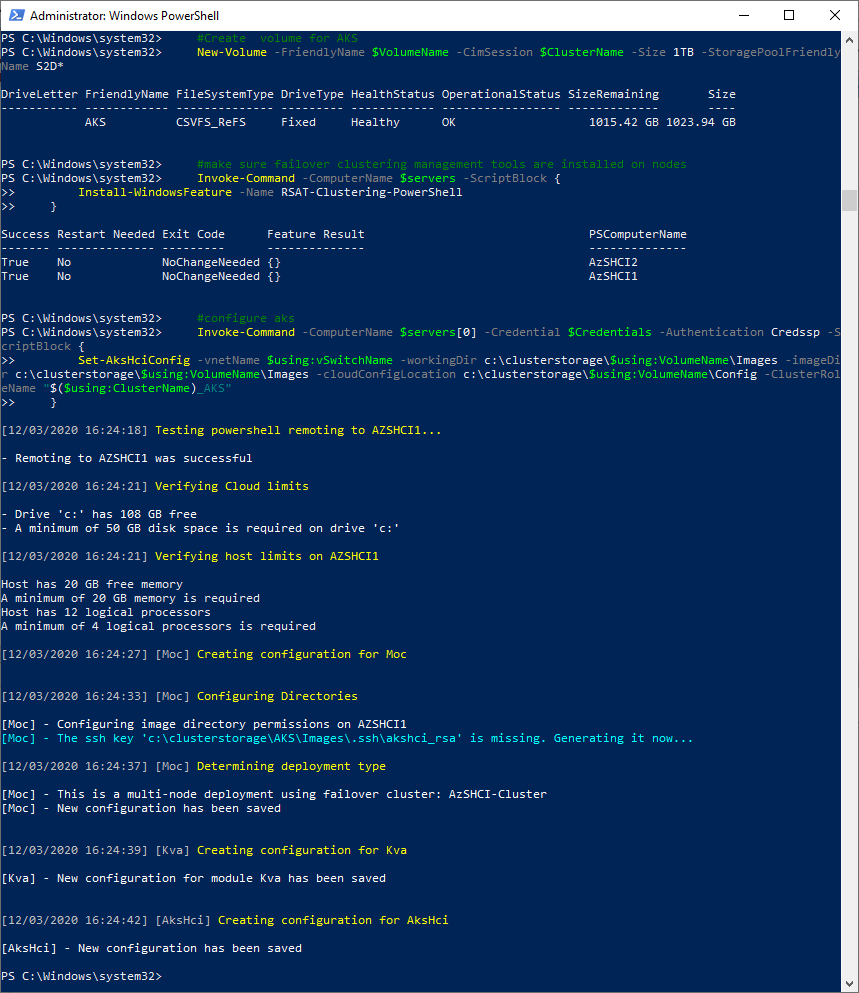 Administrator: Windows PowerShell
PS C:\Windows\system32>     #Create  volume for AKS
PS C:\Windows\system32>     New-Volume -FriendlyName $VolumeName -CimSession $ClusterName -Size 1TB -StoragePoolFriendly
Name S2D*
DriveLetter FriendlyName FileSystemType DriveType HealthStatus OperationalStatus SizeRemaining       Size
----------- ------------ -------------- --------- ------------ ----------------- -------------       ----
            AKS          CSVFS_ReFS     Fixed     Healthy      OK                   1015.42 GB 1023.94 GB
PS C:\Windows\system32>     #make sure failover clustering management tools are installed on nodes
PS C:\Windows\system32>     Invoke-Command -ComputerName $servers -ScriptBlock {
>>         Install-WindowsFeature -Name RSAT-Clustering-PowerShell
>>     }
Success Restart Needed Exit Code      Feature Result                                PSComputerName
------- -------------- ---------      --------------                                --------------
True    No             NoChangeNeeded {}                                            AzSHCI2
True    No             NoChangeNeeded {}                                            AzSHCI1
PS C:\Windows\system32>     #configure aks
PS C:\Windows\system32>     Invoke-Command -ComputerName $servers[0] -Credential $Credentials -Authentication Credssp -S
criptBlock {
>>         Set-AksHciConfig -vnetName $using:vSwitchName -workingDir c:\clusterstorage\$using:VolumeName\Images -imageDi
r c:\clusterstorage\$using:VolumeName\Images -cloudConfigLocation c:\clusterstorage\$using:VolumeName\Config -ClusterRol
eName "$($using:ClusterName)_AKS"
>>     }
[12/03/2020 16:24:18] Testing powershell remoting to AZSHCI1...
- Remoting to AZSHCI1 was successful
[12/03/2020 16:24:21] Verifying Cloud limits
- Drive 'c:' has 108 GB free
- A minimum of 50 GB disk space is required on drive 'c:'
[12/03/2020 16:24:21] Verifying host limits on AZSHCI1
Host has 20 GB free memory
A minimum of 20 GB memory is required
Host has 12 logical processors
A minimum of 4 logical processors is required
[12/03/2020 16:24:27] [Moc] Creating configuration for Moc
[12/03/2020 16:24:33] [Moc] Configuring Directories
[Moc] - Configuring image directory permissions on AZSHCI1
[Moc] - The ssh key 'c:\clusterstorage\AKS\Images\.ssh\akshci_rsa' is missing. Generating it now...
[12/03/2020 16:24:37] [Moc] Determining deployment type
[Moc] - This is a multi-node deployment using failover cluster: AzSHCI-Cluster
[Moc] - New configuration has been saved
[12/03/2020 16:24:39] [Kva] Creating configuration for Kva
[Kva] - New configuration for module Kva has been saved
[12/03/2020 16:24:42] [AksHci] Creating configuration for AksHci
[AksHci] - New configuration has been saved
PS C:\Windows\system32>